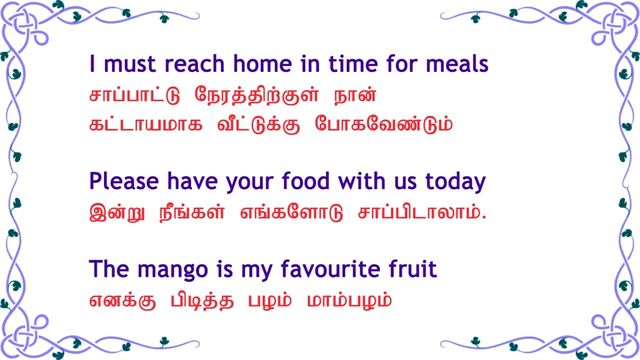 I must reach home in time for meals
சாப்பாட்டு நேரத்திற்குள் நான்
கட்டாயமாக வீட்டுக்கு போகவேண்டும்
Please have your food with us today
இன்று நீங்கள் எங்களோடு சாப்பிடாலாம்.
The mango is my favourite fruit
எனக்கு பிடித்த பழம் மாம்பழம்